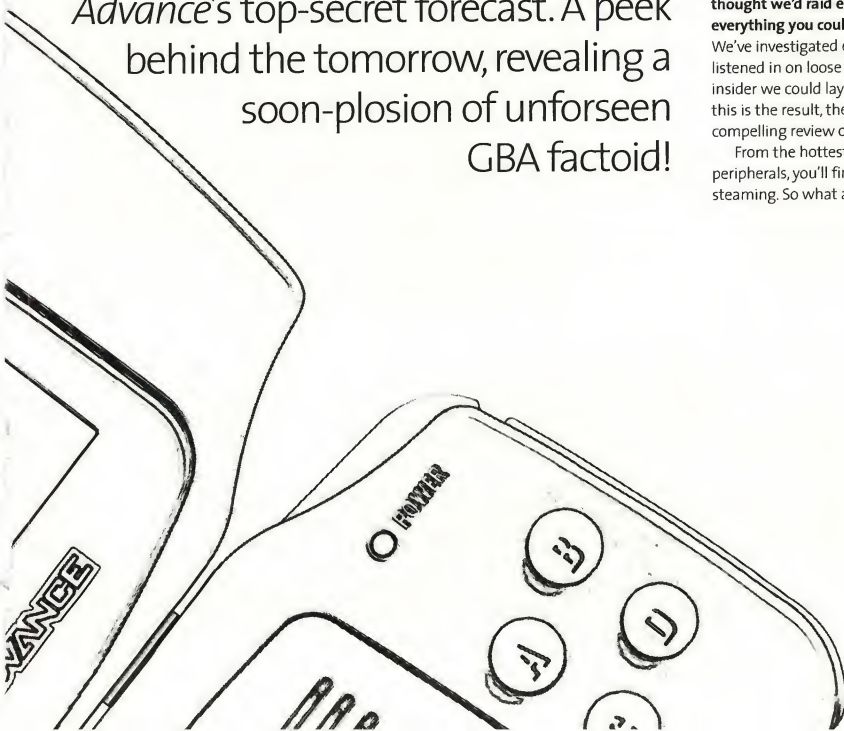 Advance's top-secret forecast. A peek
behind the tomorrow, revealing a
soon-plosion of unforseen
GBA factoid!
thought we'd raid e
everything you coul
We've investigated e
listened in on loose
insider we could lay
this is the result, the
compelling review o
From the hottest
peripherals, you'll fin
steaming. So what a
POWER
B
D
A
VANCE